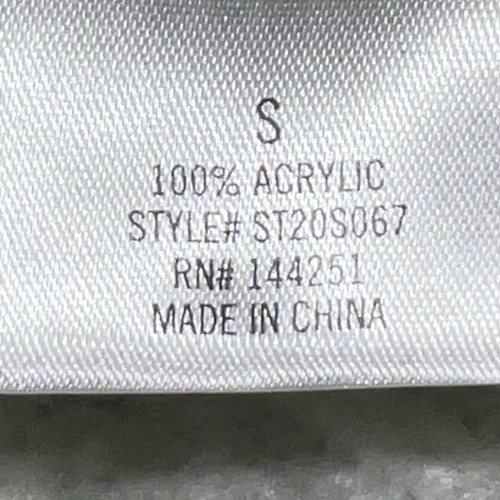 S
100% ACRYLIC
STYLE# ST20S067
RN# 144251
MADE IN CHINA